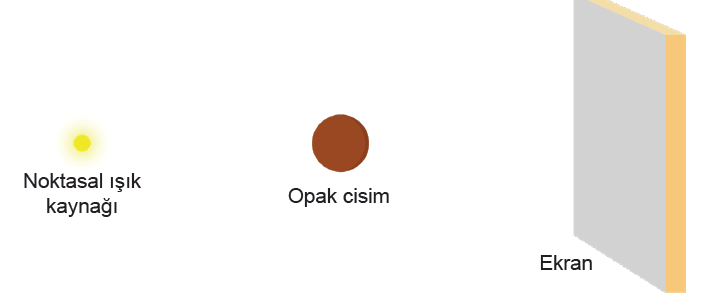 Noktasal ışık
kaynağı
Opak cisim
Ekran